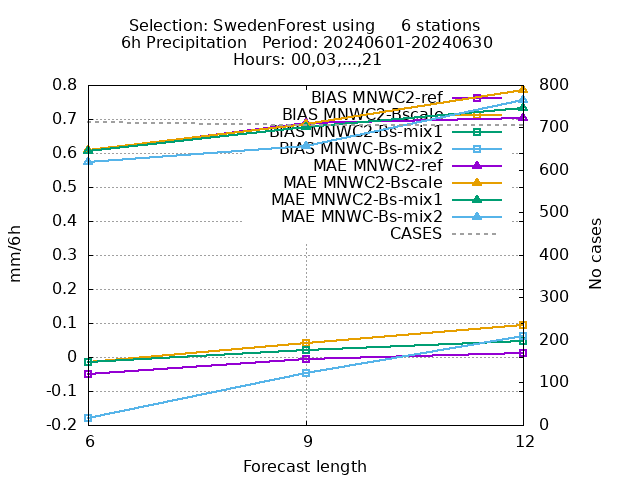 Selection: SwedenForest using     6 stations
6h Precipitation   Period: 20240601-20240630
Hours: 00,03,...,21
0.8
0.7
0.6
0.5
0.4
0.3
0.2
0.1
0
-0.1
-0.2
mm/6h
BIAS MNWC2-ref
BIAS MNWC2-Bscale
BIAS MNWC2-Bs-mix1
BIAS MNWC-Bs-mix2
MAE MNWC2-ref
MAE MNWC2-Bscale
MAE MNWC2-Bs-mix1
MAE MNWC-Bs-mix2
CASES
800
700
600
500
400
300
200
100
0
No cases
6 9 12
Forecast length